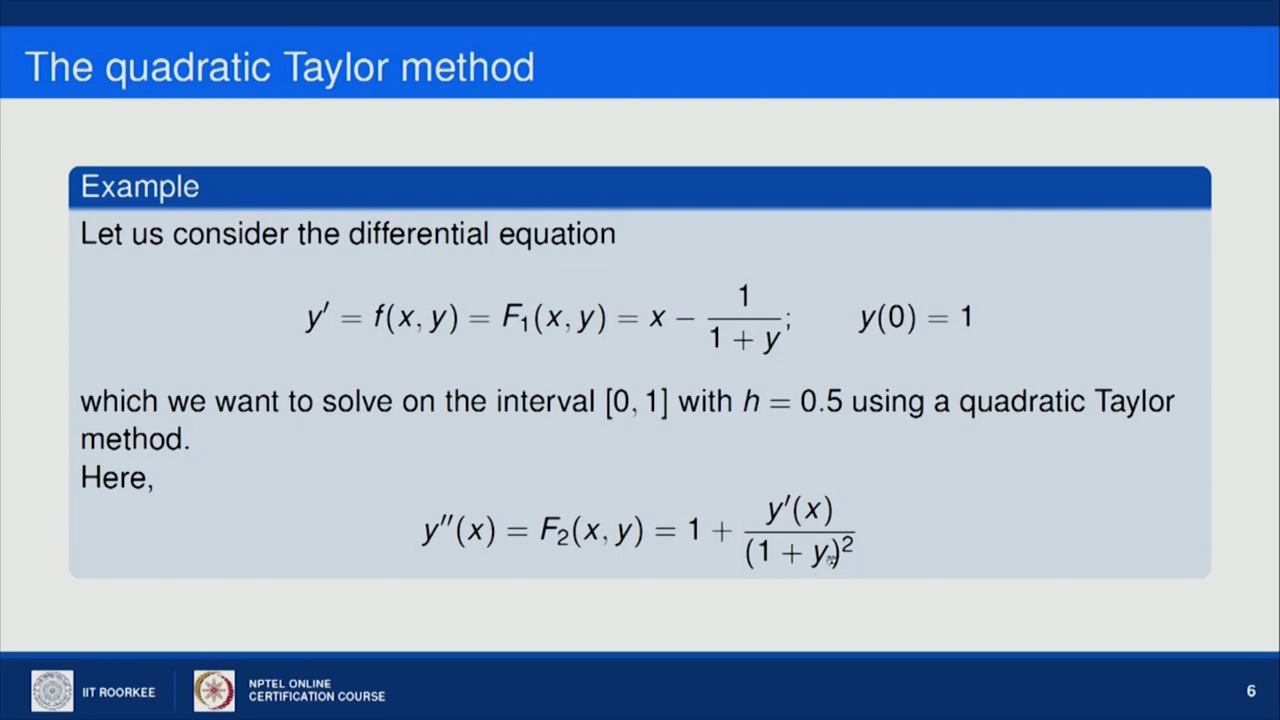 The quadratic Taylor method
Example
Let us consider the differential equation
y′ = f(x, y) = F₁(x, y) = x − 1/(1 + y); y(0) = 1
which we want to solve on the interval [0, 1] with h = 0.5 using a quadratic Taylor
method.
Here,
y″(x) = F₂(x, y) = 1 + y′(x)/(1 + y)²
IIT ROORKEE
NPTEL ONLINE
CERTIFICATION COURSE
6